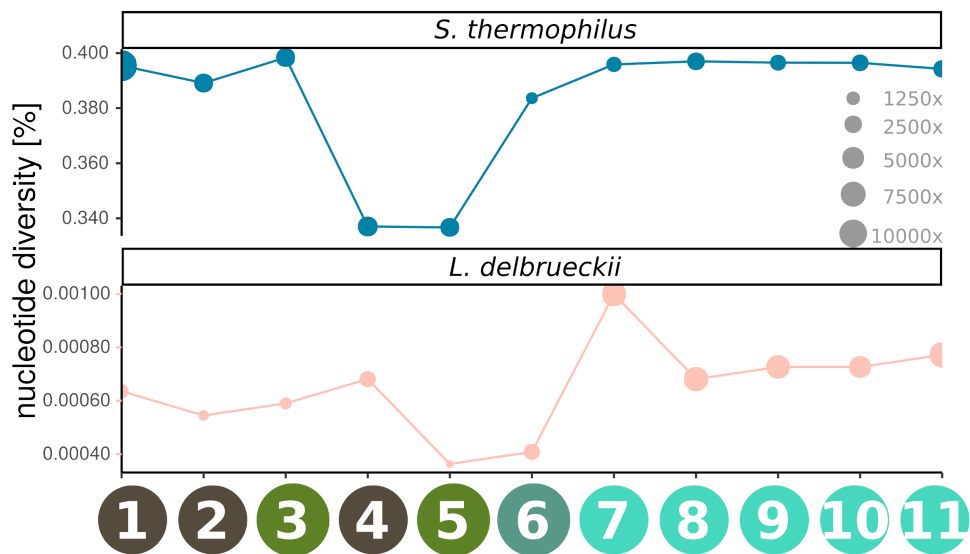 S. thermophilus
nucleotide diversity [%]
0.400
0.380
0.360
0.340
1250x
2500x
5000x
7500x
10000x
L. delbrueckii
0.00100
0.00080
0.00060
0.00040
1 2 3 4 5 6 7 8 9 10 11